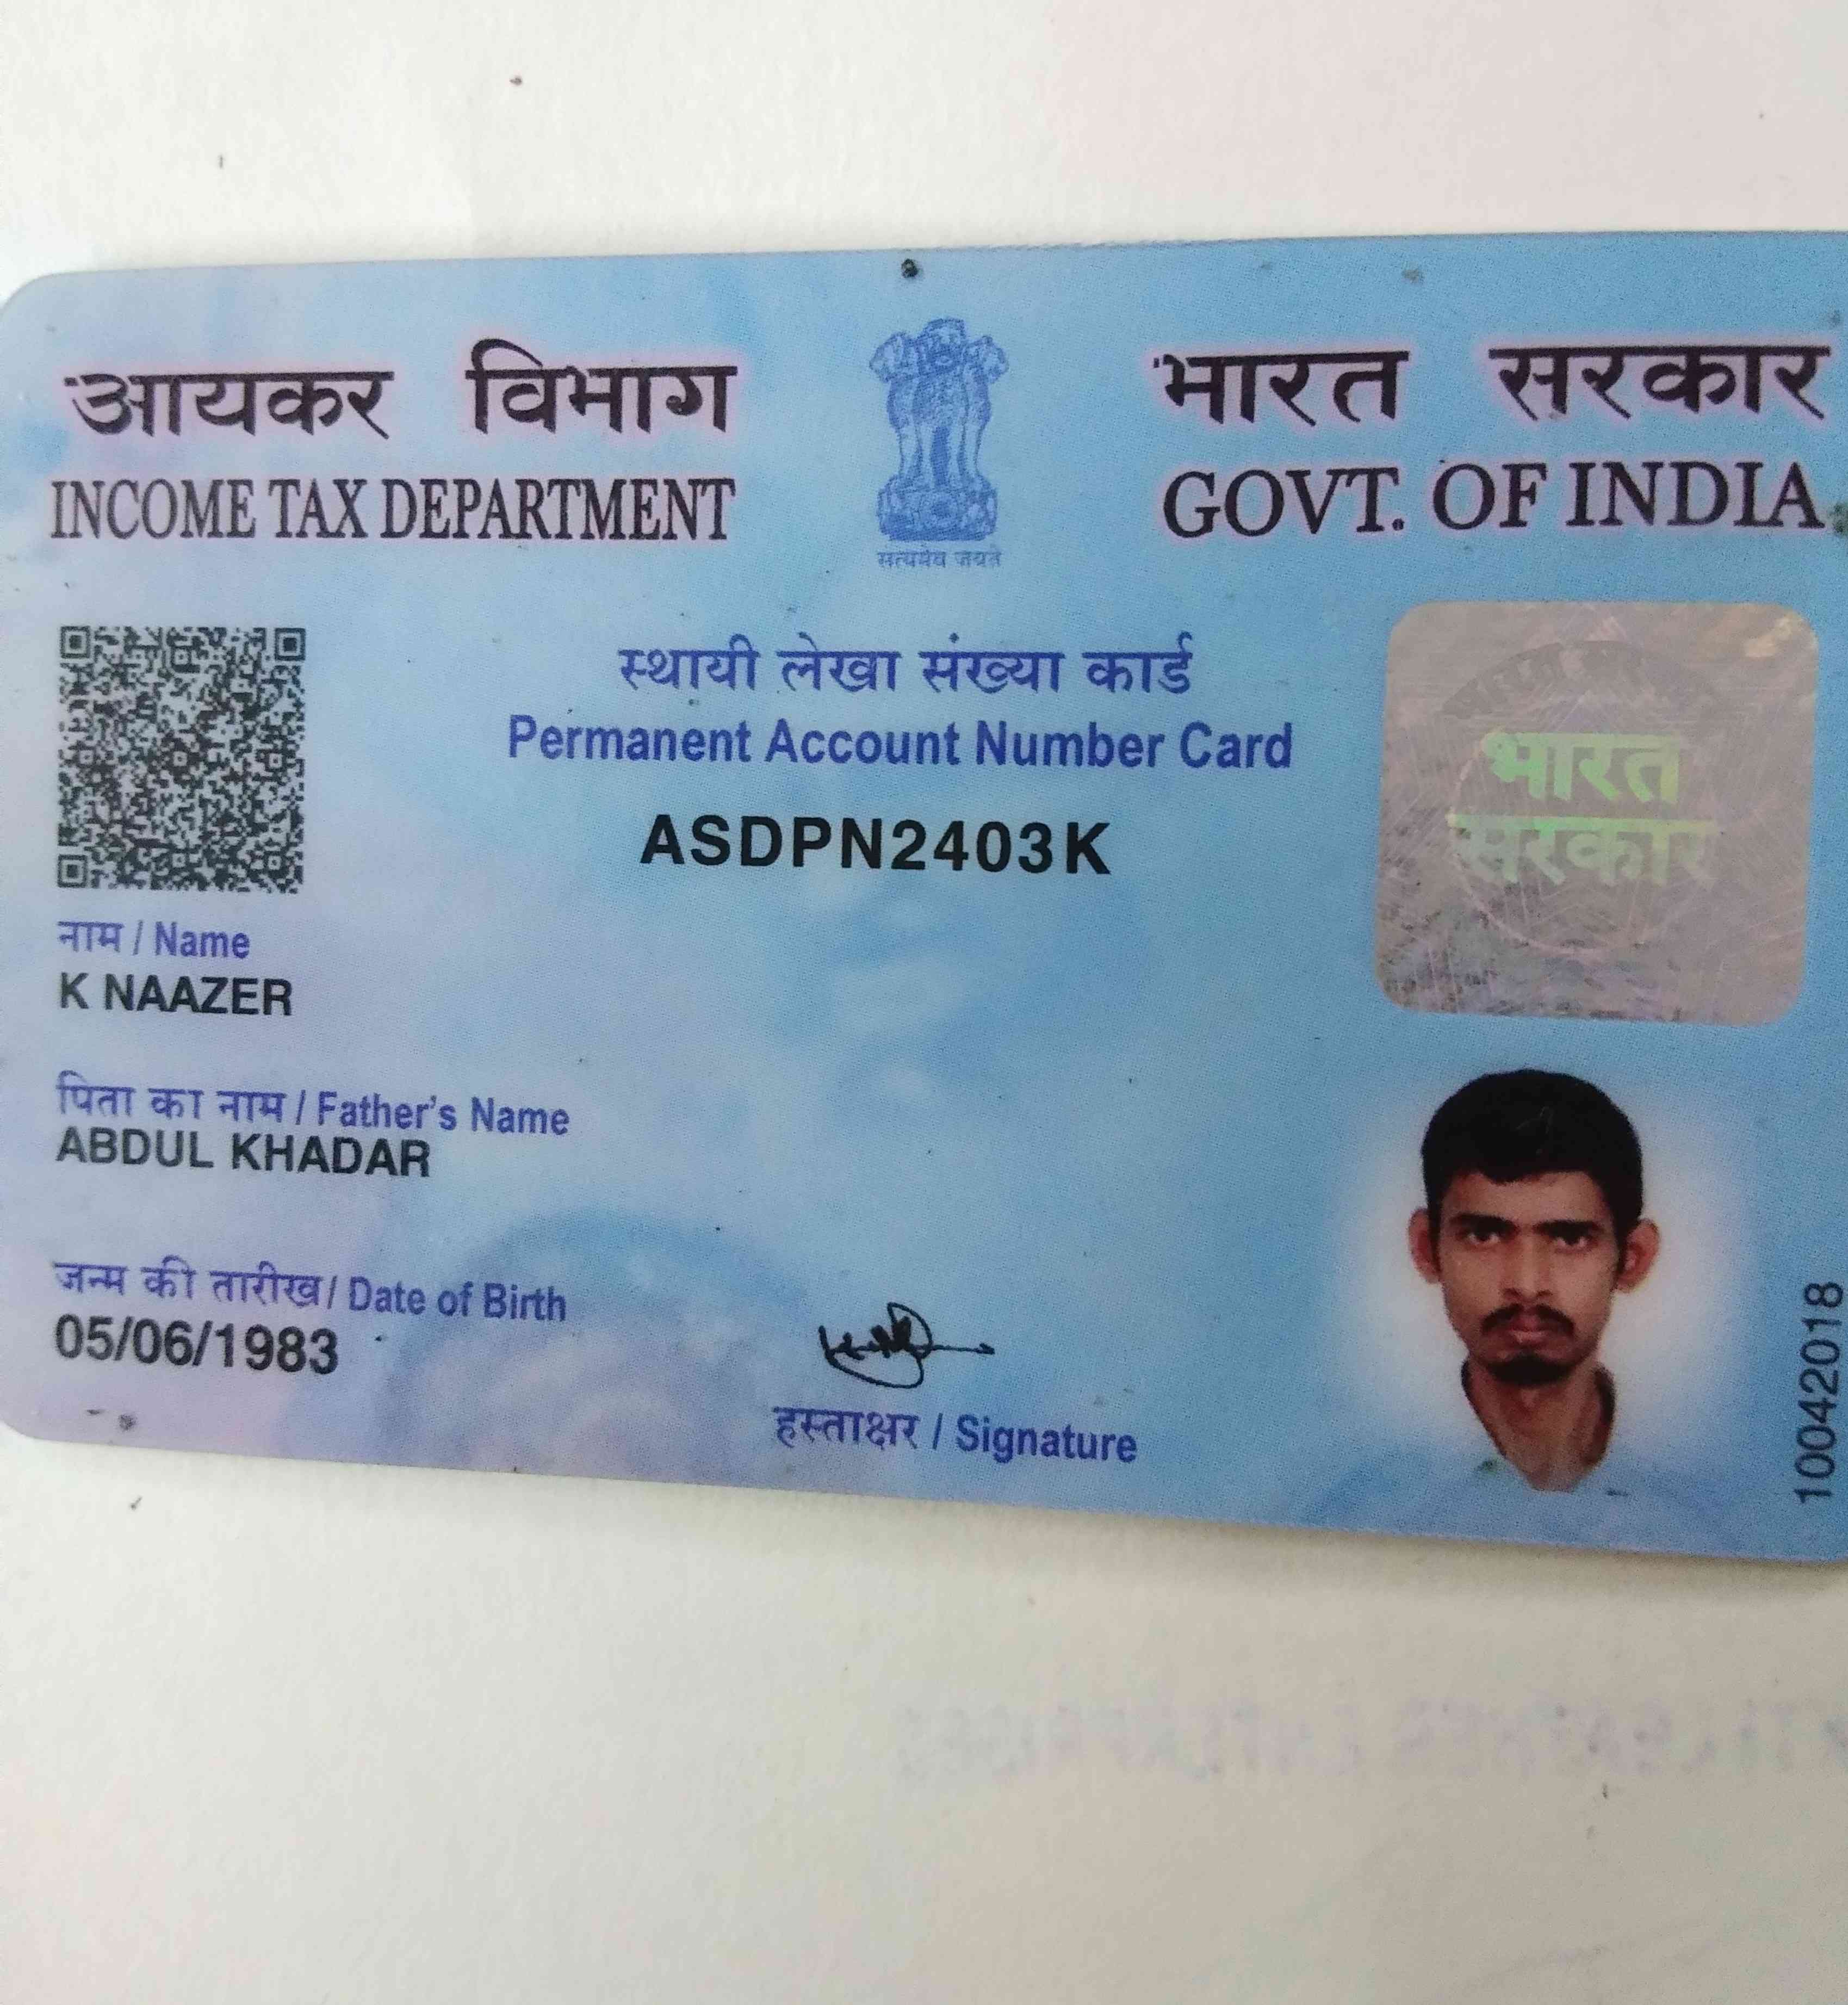 आयकर विभाग
INCOME TAX DEPARTMENT
सत्यमेव जयते
भारत सरकार
GOVT. OF INDIA
स्थायी लेखा संख्या कार्ड
Permanent Account Number Card
ASDPN2403K
भारत
सरकार
नाम / Name
K NAAZER
पिता का नाम / Father's Name
ABDUL KHADAR
जन्म की तारीख/ Date of Birth
05/06/1983
हस्ताक्षर / Signature
10042018